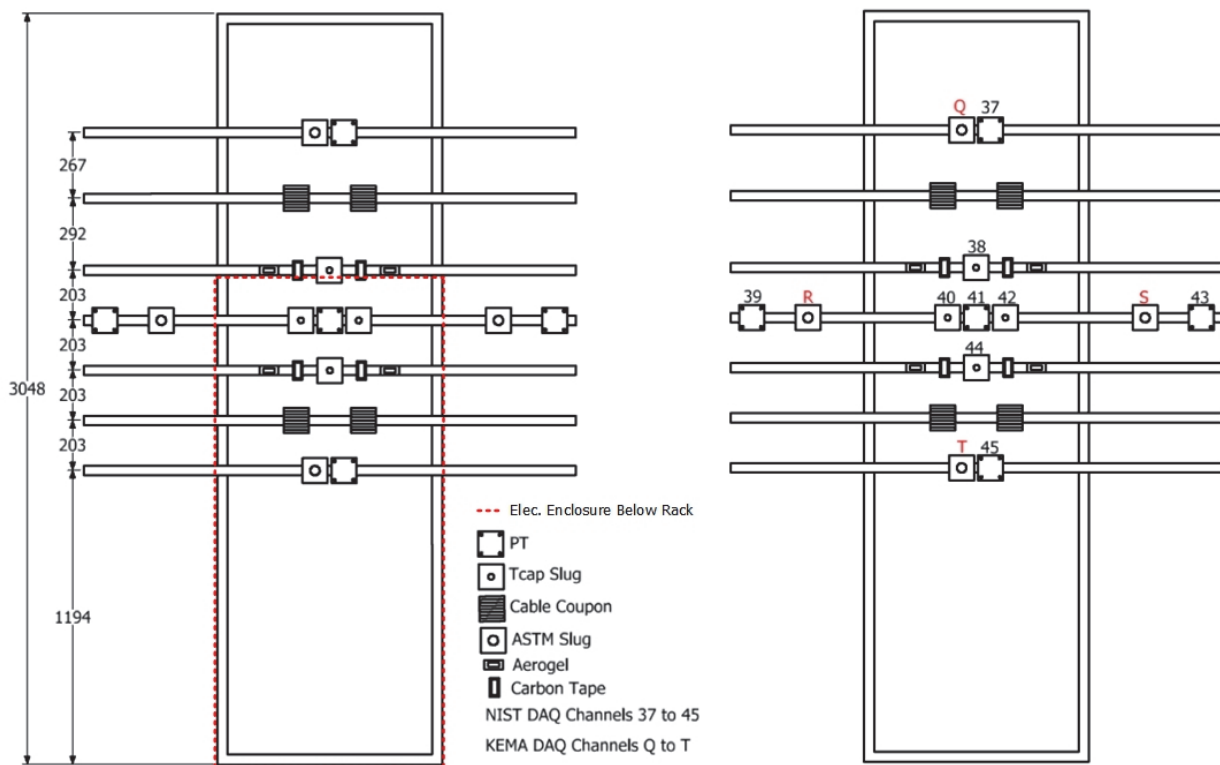 267
292
203
203
203
203
3048
1194
Elec. Enclosure Below Rack
PT
Tcap Slug
Cable Coupon
ASTM Slug
Aerogel
Carbon Tape
NIST DAQ Channels 37 to 45
KEMA DAQ Channels Q to T
Q 37
38
39 R 40 41 42 S 43
44
T 45